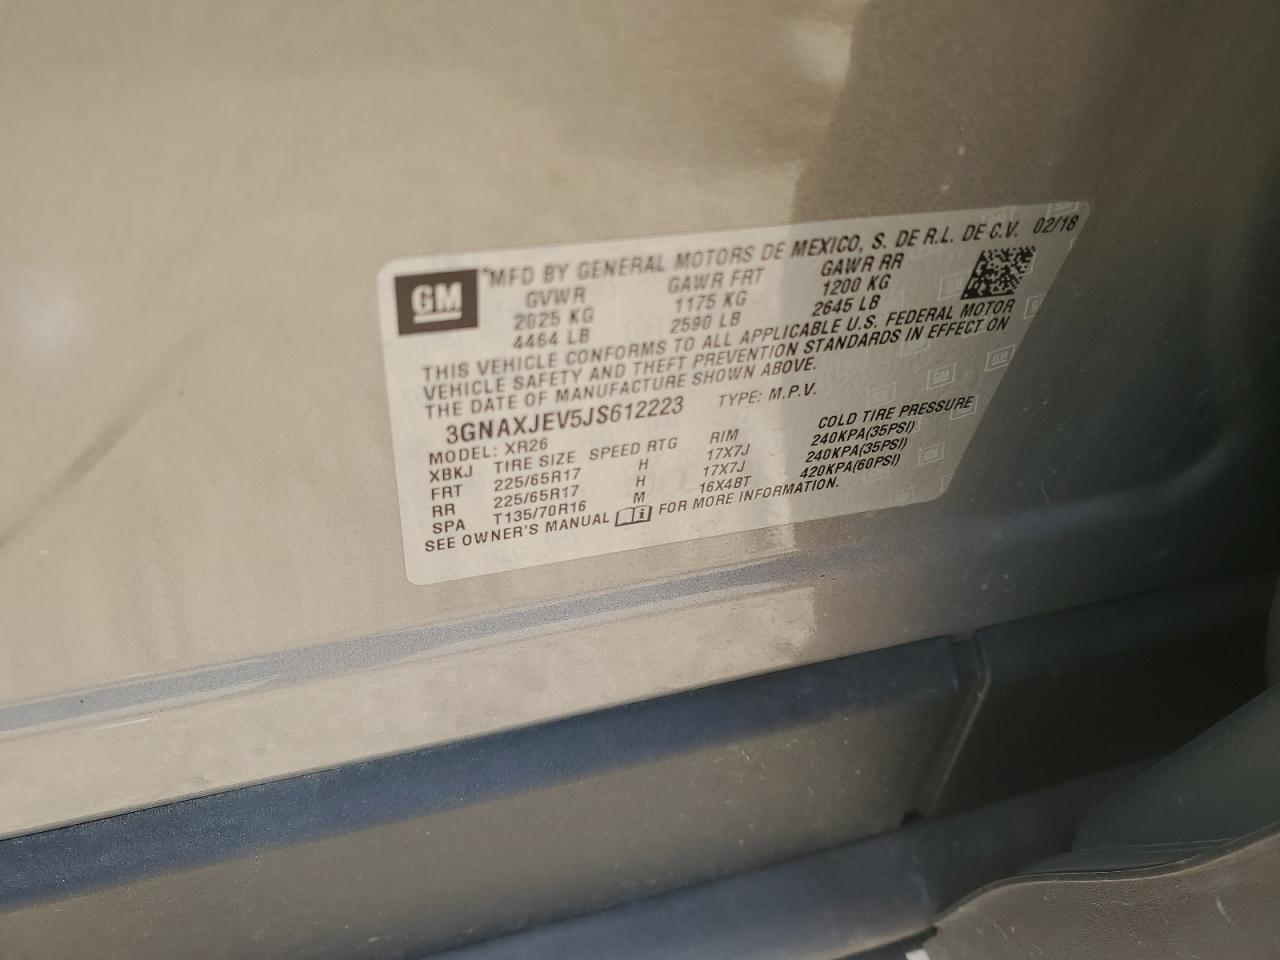 GM
*MFD BY GENERAL MOTORS DE MEXICO, S. DE R.L. DE C.V. 02/18
GVWR GAWR FRT GAWR RR
2025 KG 1175 KG 1200 KG
4464 LB 2590 LB 2645 LB
THIS VEHICLE CONFORMS TO ALL APPLICABLE U.S. FEDERAL MOTOR
VEHICLE SAFETY AND THEFT PREVENTION STANDARDS IN EFFECT ON
THE DATE OF MANUFACTURE SHOWN ABOVE.
3GNAXJEV5JS612223 TYPE: M.P.V.
MODEL: XR26
XBKJ TIRE SIZE SPEED RTG RIM COLD TIRE PRESSURE
FRT 225/65R17 H 17X7J 240KPA(35PSI)
RR 225/65R17 H 17X7J 240KPA(35PSI)
SPA T135/70R16 M 16X4BT 420KPA(60PSI)
SEE OWNER'S MANUAL FOR MORE INFORMATION.